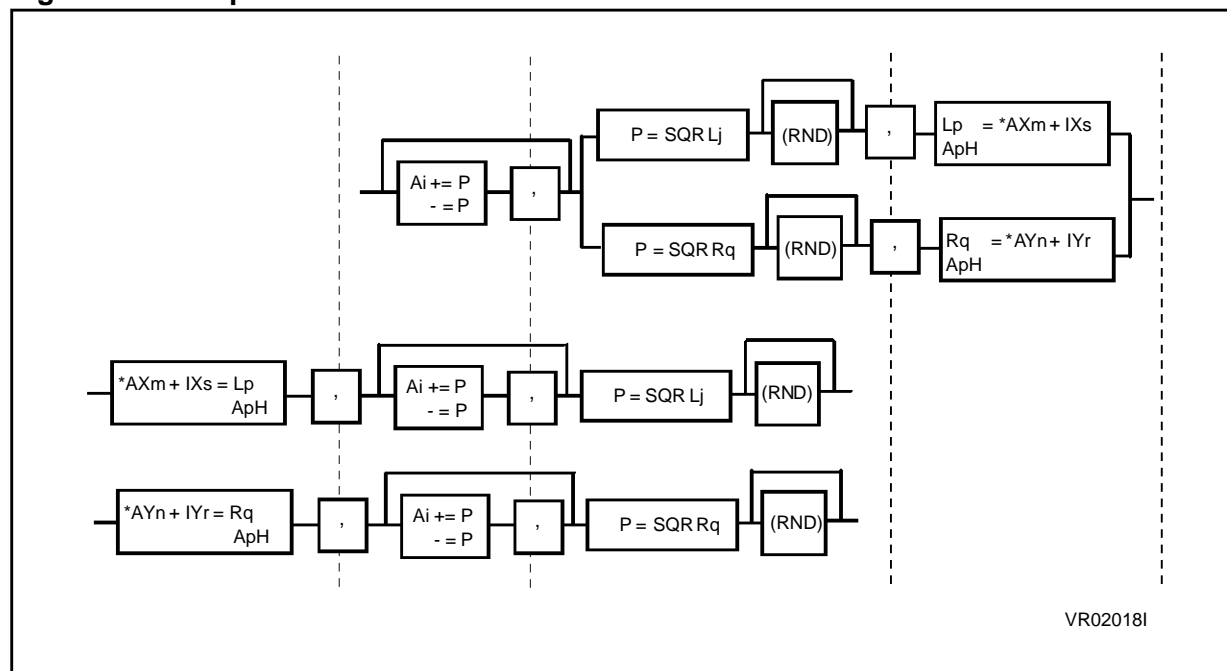 P = SQR Lj
(RND)
,
Lp = *AXm + IXs
ApH
Ai += P
- = P
,
P = SQR Rq
(RND)
,
Rq = *AYn + IYr
ApH
*AXm + IXs = Lp
ApH
,
Ai += P
- = P
,
P = SQR Lj
(RND)
*AYn + IYr = Rq
ApH
,
Ai += P
- = P
,
P = SQR Rq
(RND)
VR02018I